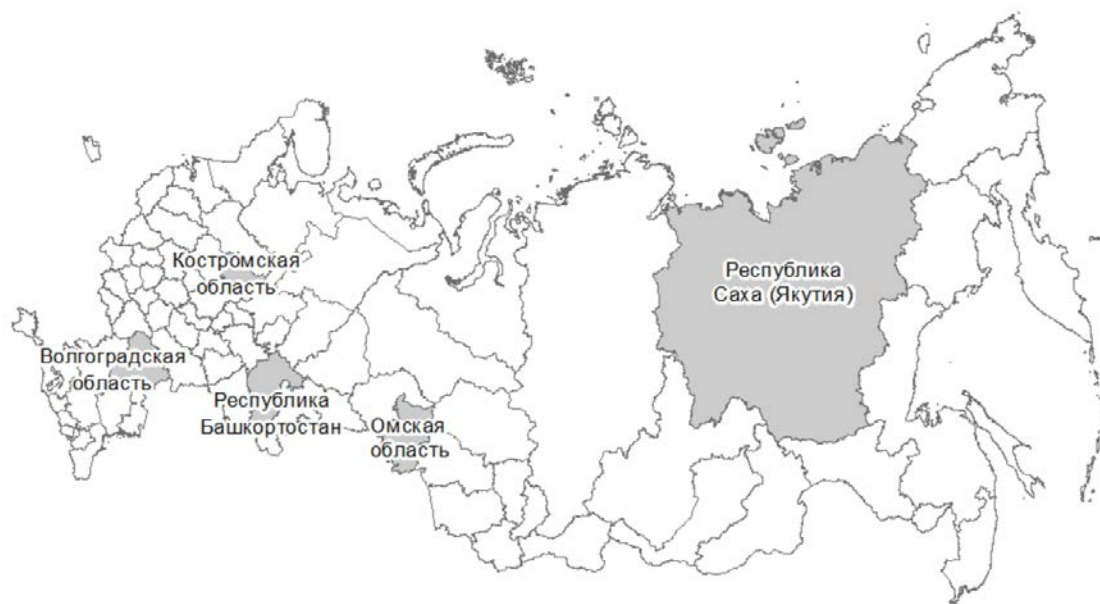 Костромская
область
Республика
Саха (Якутия)
Волгоградская
область
Республика
Башкортостан
Омская
область